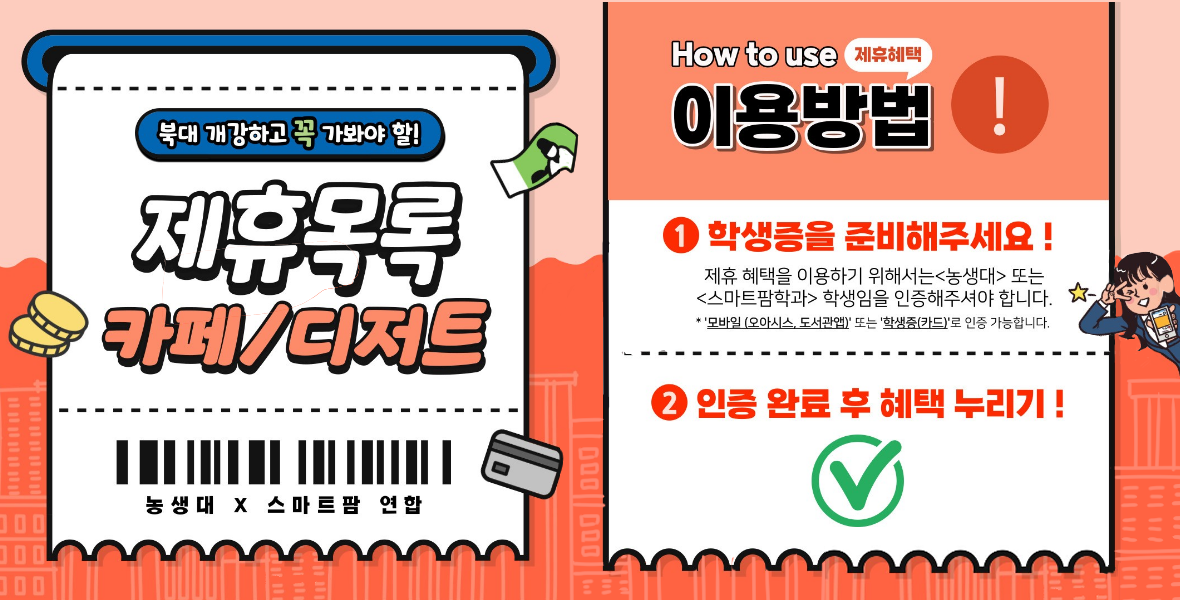 북대 개강하고 꼭 가봐야 할!
제휴목록
카페/디저트
농생대 X 스마트팜 연합
How to use 제휴혜택
이용방법
!
1 학생증을 준비해주세요 !
제휴 혜택을 이용하기 위해서는<농생대> 또는
<스마트팜학과> 학생임을 인증해주셔야 합니다.
* '모바일 (오아시스, 도서관앱)' 또는 '학생증(카드)'로 인증 가능합니다.
2 인증 완료 후 혜택 누리기 !